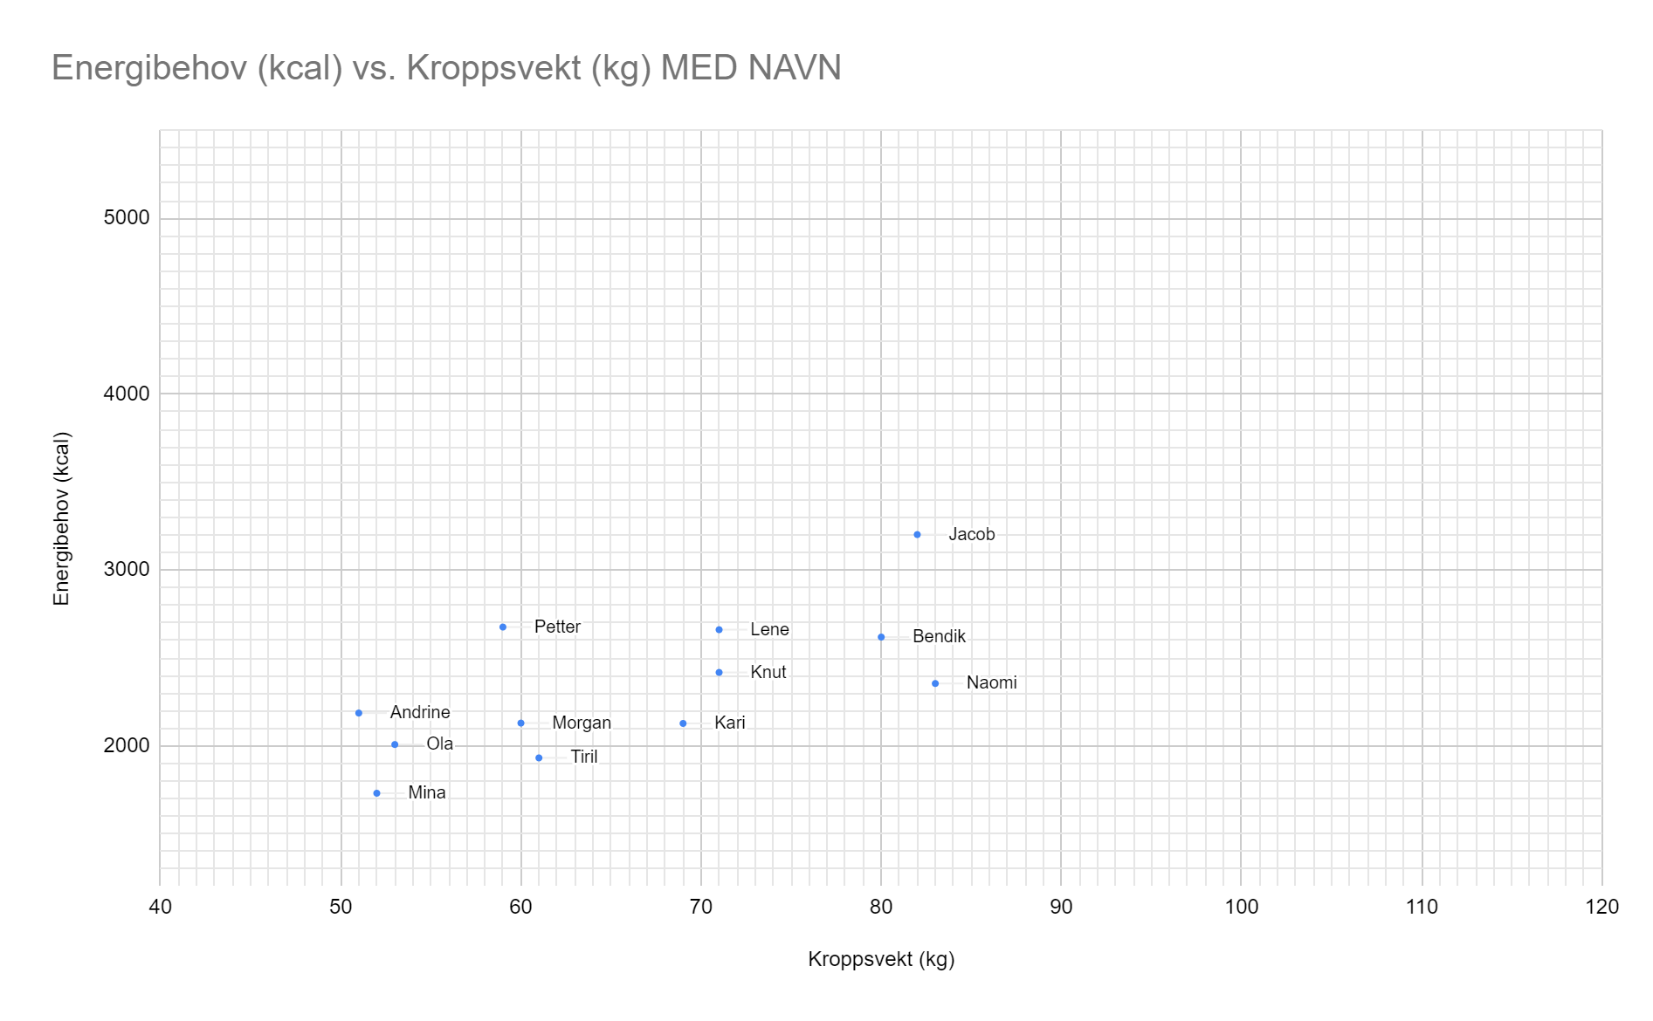 Energibehov (kcal) vs. Kroppsvekt (kg) MED NAVN
5000
4000
3000
2000
Energibehov (kcal)
Jacob
Petter
Lene
Bendik
Knut
Naomi
Andrine
Morgan
Kari
Ola
Tiril
Mina
40 50 60 70 80 90 100 110 120
Kroppsvekt (kg)